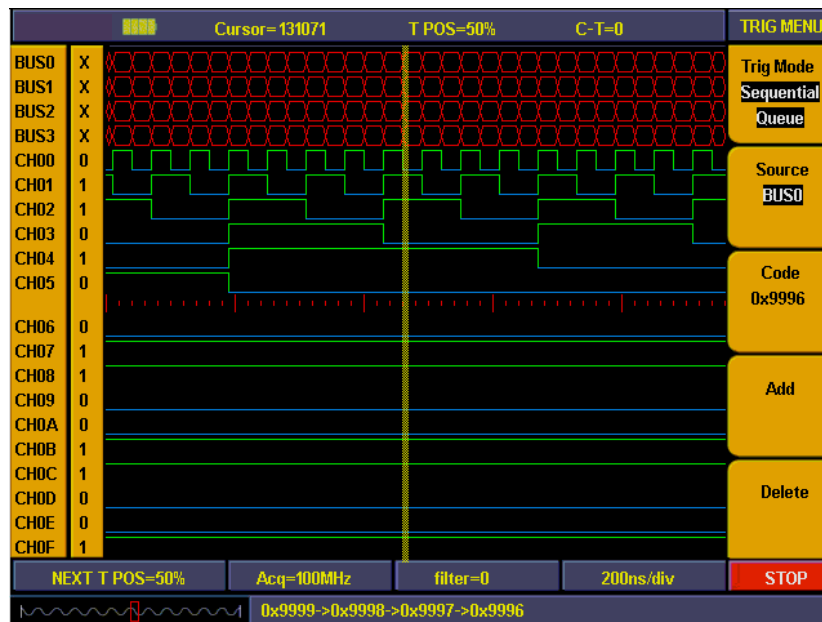 Cursor=131071 T POS=50% C-T=0 TRIG MENU
BUS0 X
BUS1 X
BUS2 X
BUS3 X
CH00 0
CH01 1
CH02 1
CH03 0
CH04 1
CH05 0
CH06 0
CH07 1
CH08 1
CH09 0
CH0A 0
CH0B 1
CH0C 1
CH0D 0
CH0E 0
CH0F 1
Trig Mode
Sequential
Queue
Source
BUS0
Code
0x9996
Add
Delete
NEXT T POS=50% Acq=100MHz filter=0 200ns/div STOP
0x9999->0x9998->0x9997->0x9996